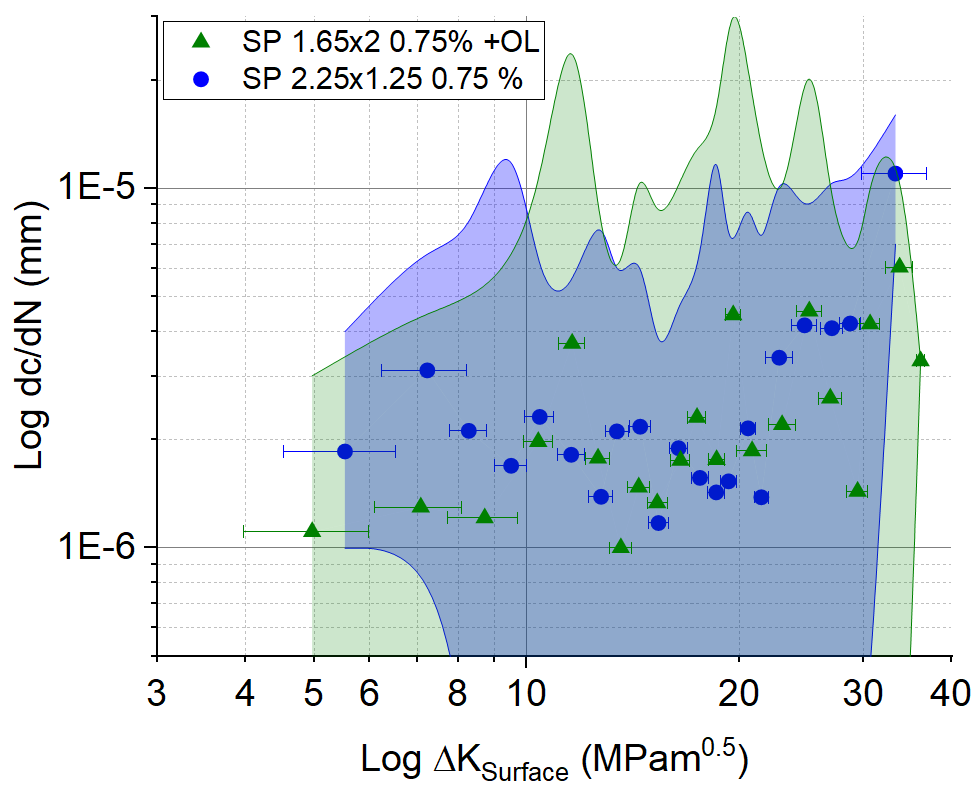 SP 1.65x2 0.75% +OL
SP 2.25x1.25 0.75 %
1E-5
1E-6
Log dc/dN (mm)
3 4 5 6 8 10 20 30 40
Log ΔK_Surface (MPam^0.5)